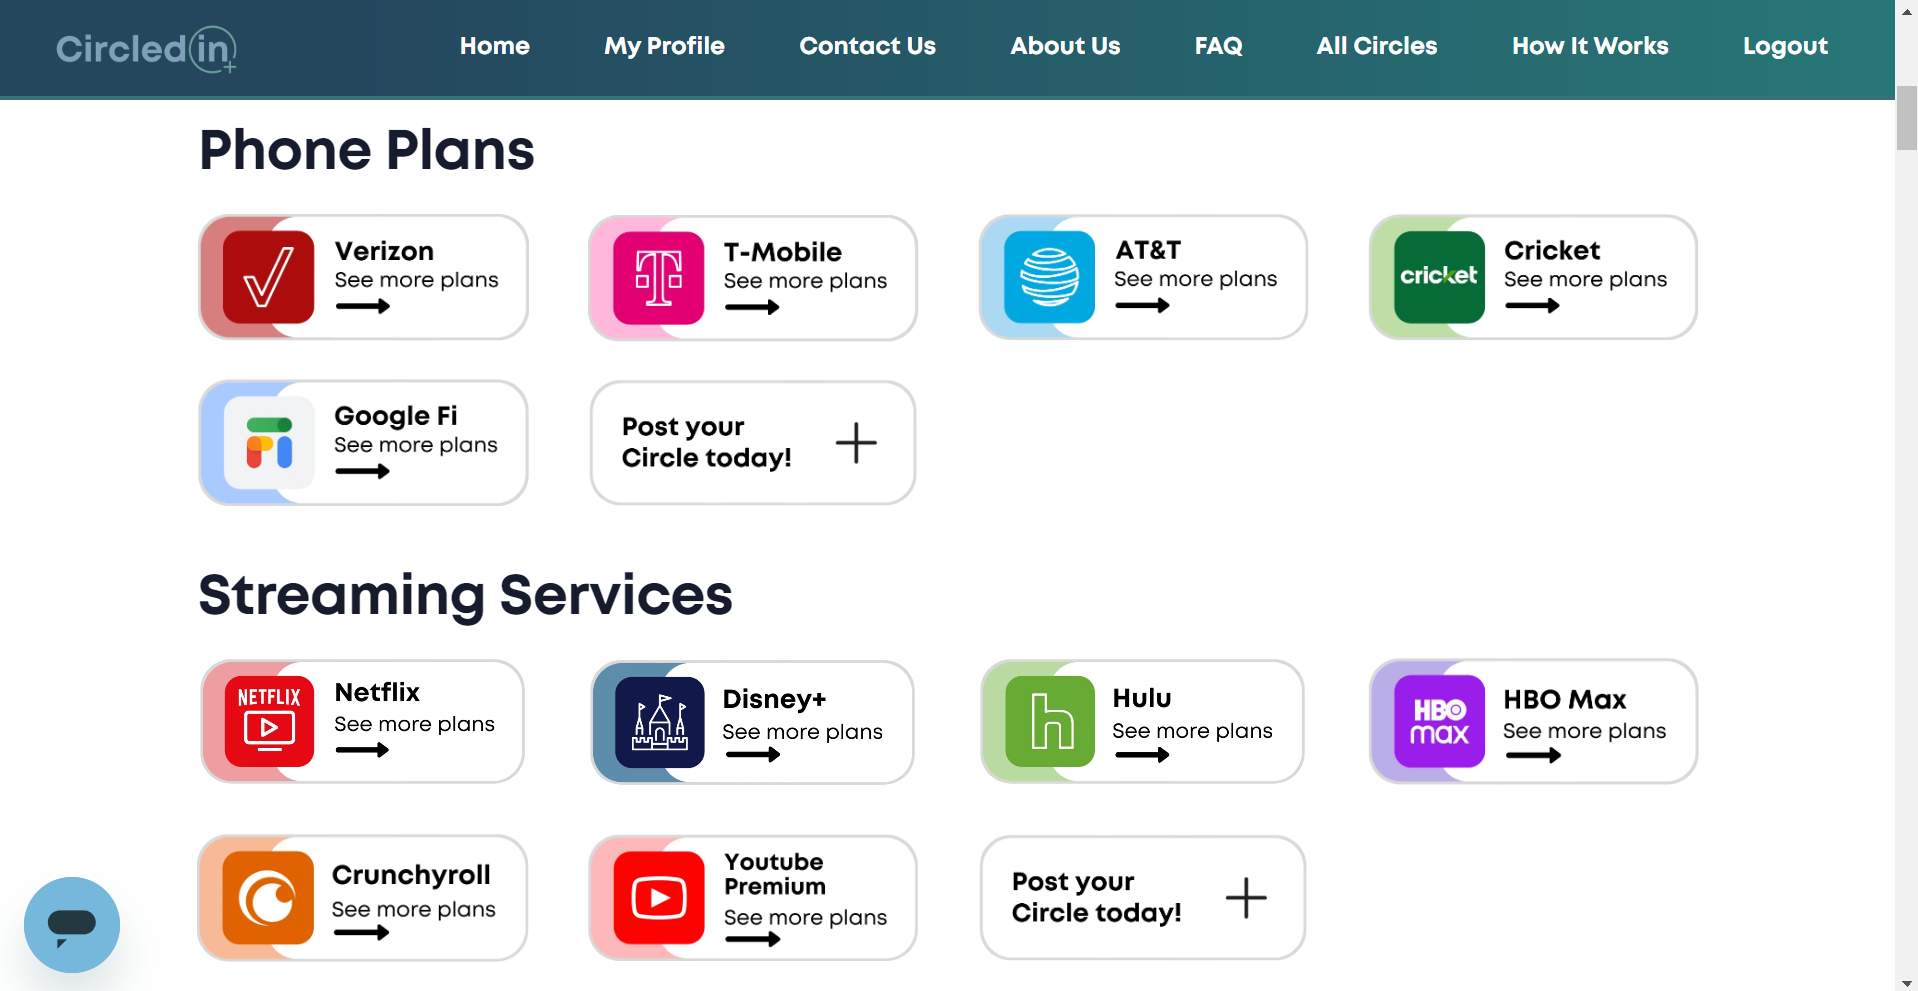 Circledin
Home My Profile Contact Us About Us FAQ All Circles How It Works Logout
Phone Plans
Verizon
See more plans
T-Mobile
See more plans
AT&T
See more plans
cricket
Cricket
See more plans
Google Fi
See more plans
Post your
Circle today!
Streaming Services
NETFLIX
Netflix
See more plans
Disney+
See more plans
h
Hulu
See more plans
HBO
max
HBO Max
See more plans
Crunchyroll
See more plans
Youtube
Premium
See more plans
Post your
Circle today!